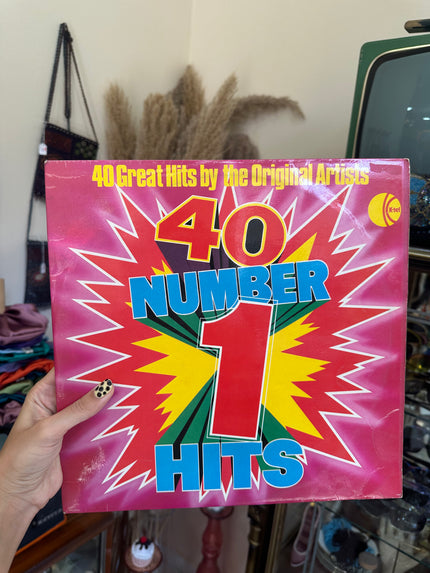 40 Great Hits by the Original Artists
K-tel
40
NUMBER
1
HITS